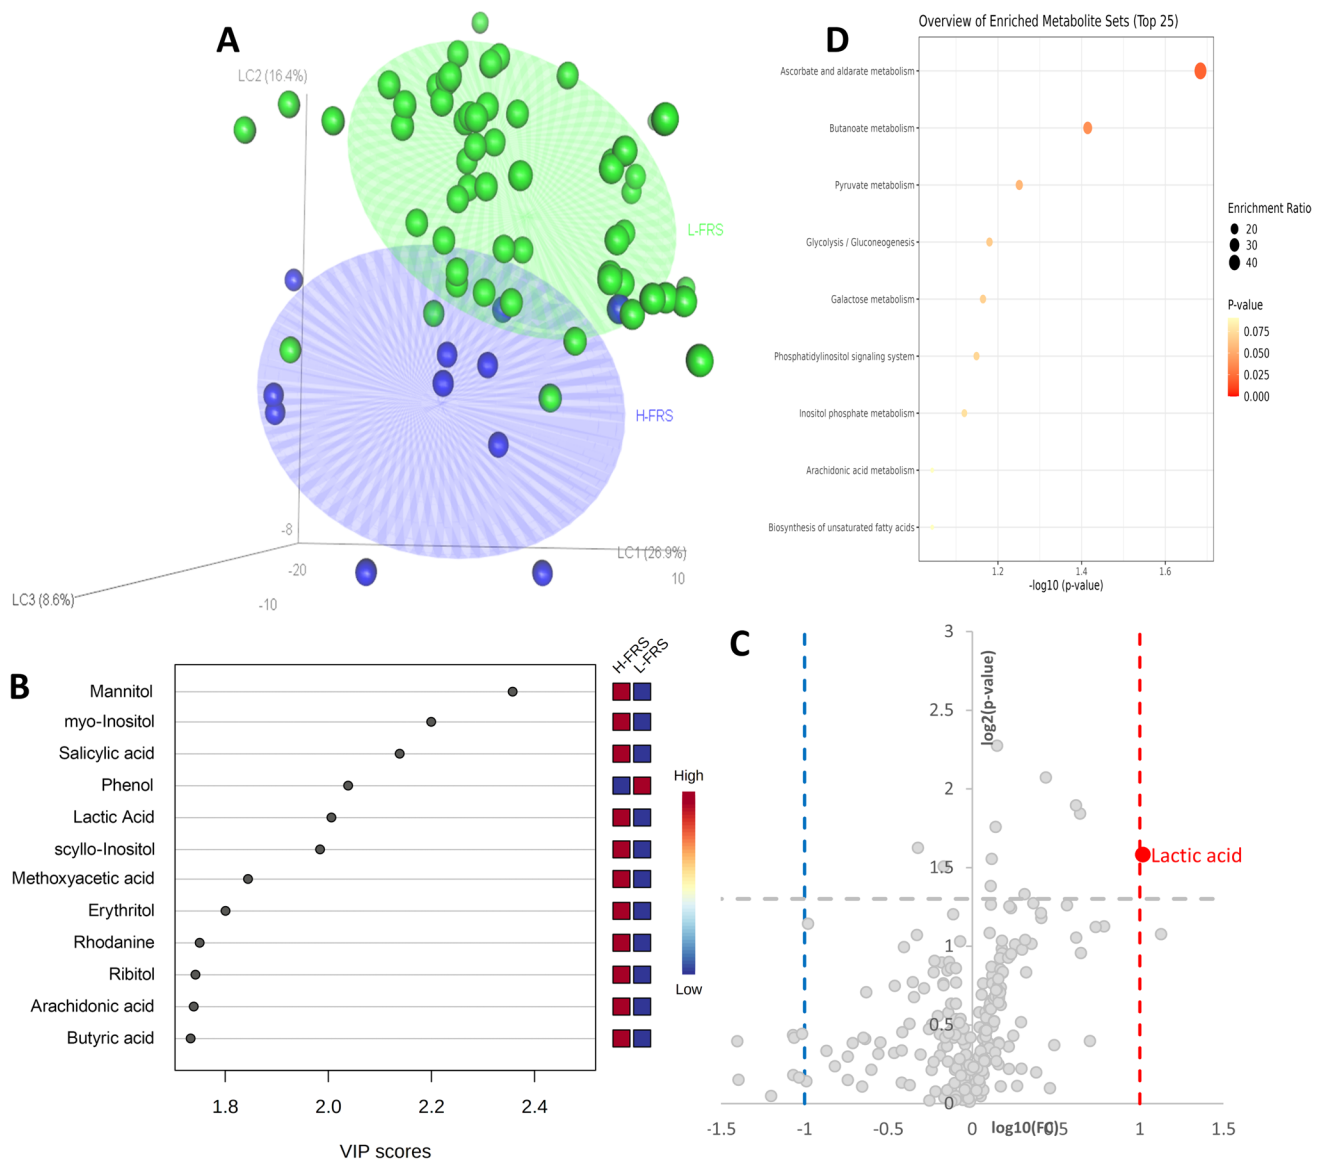 A
LC2 (16.4%)
L-FRS
H-FRS
-8
LC1 (26.9%)
-20
10
LC3 (8.6%)
-10
D
Overview of Enriched Metabolite Sets (Top 25)
Ascorbate and aldarate metabolism
Butanoate metabolism
Pyruvate metabolism
Glycolysis / Gluconeogenesis
Galactose metabolism
Phosphatidylinositol signaling system
Inositol phosphate metabolism
Arachidonic acid metabolism
Biosynthesis of unsaturated fatty acids
1.2
1.4
1.6
-log10 (p-value)
Enrichment Ratio
20
30
40
P-value
0.075
0.050
0.025
0.000
B
H-FRS
L-FRS
Mannitol
myo-Inositol
Salicylic acid
Phenol
Lactic Acid
scyllo-Inositol
Methoxyacetic acid
Erythritol
Rhodanine
Ribitol
Arachidonic acid
Butyric acid
High
Low
1.8
2.0
2.2
2.4
VIP scores
C
3
2.5
2
1.5
1
0.5
0
log2(p-value)
Lactic acid
-1.5
-1
-0.5
0
0.5
1
1.5
log10(FC)